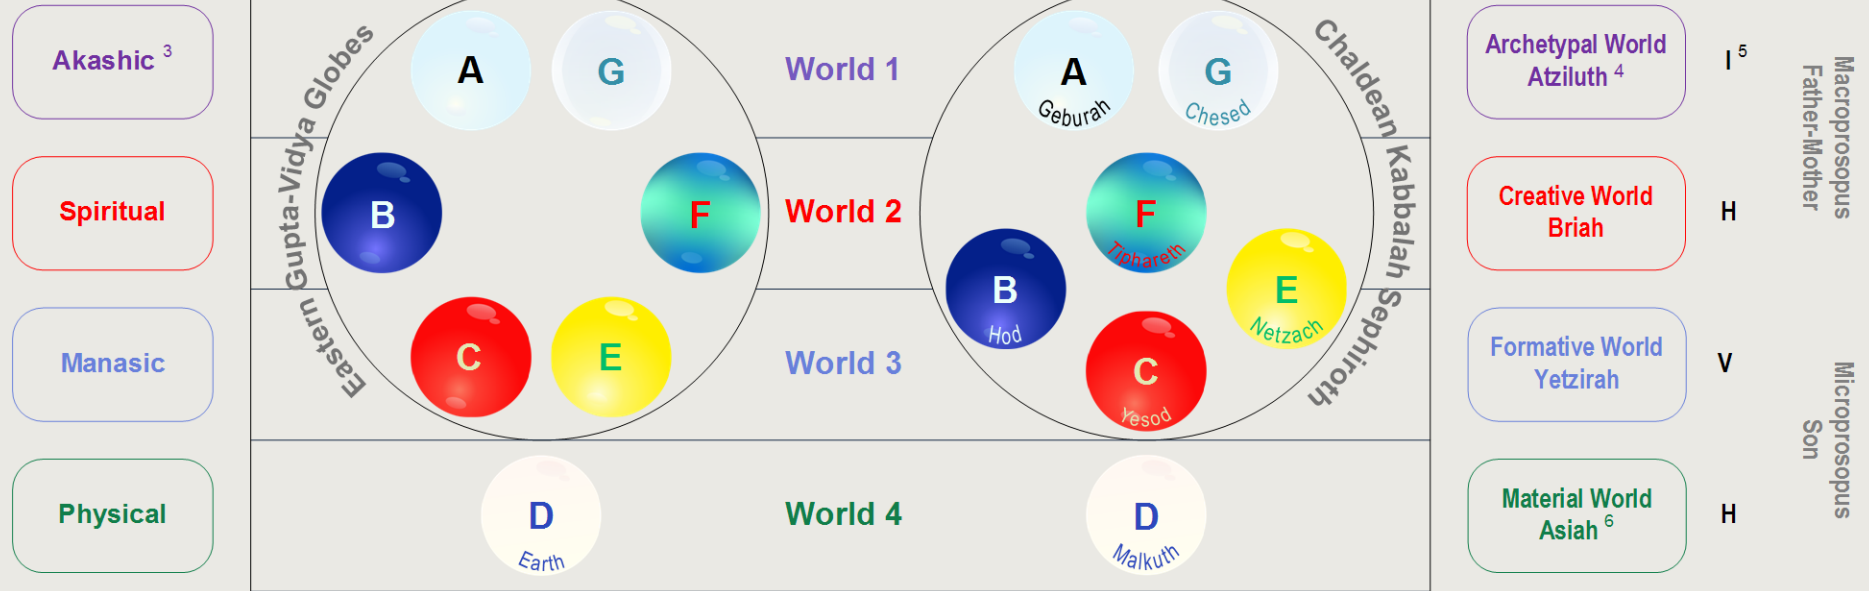 Akashic 3
Eastern Gupta-Vidya Globes
A
G
World 1
A
Geburah
G
Chesed
Chaldean Kabbalah Sephiroth
Archetypal World
Atziluth 4
I 5
Macroprosopus
Father-Mother
Spiritual
B
F
World 2
F
Tiphareth
B
Hod
E
Netzach
Creative World
Briah
H
Manasic
C
E
World 3
C
Yesod
Formative World
Yetzirah
V
Microprosopus
Son
Physical
D
Earth
World 4
D
Malkuth
Material World
Asiah 6
H